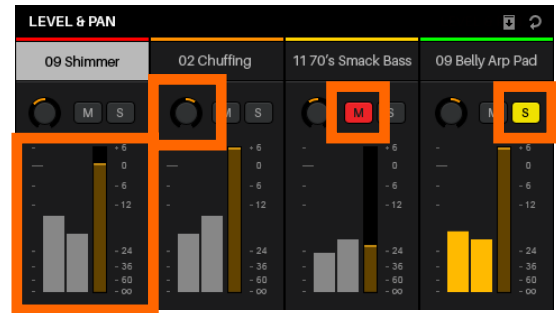 LEVEL & PAN
09 Shimmer 02 Chuffing 11 70's Smack Bass 09 Belly Arp Pad
M S M S M S M S
+ 6 + 6 + 6 + 6
0 0 0 0
- 6 - 6 - 6 - 6
- 12 - 12 - 12 - 12
- 24 - 24 - 24 - 24
- 36 - 36 - 36 - 36
- 60 - 60 - 60 - 60
- ∞ - ∞ - ∞ - ∞